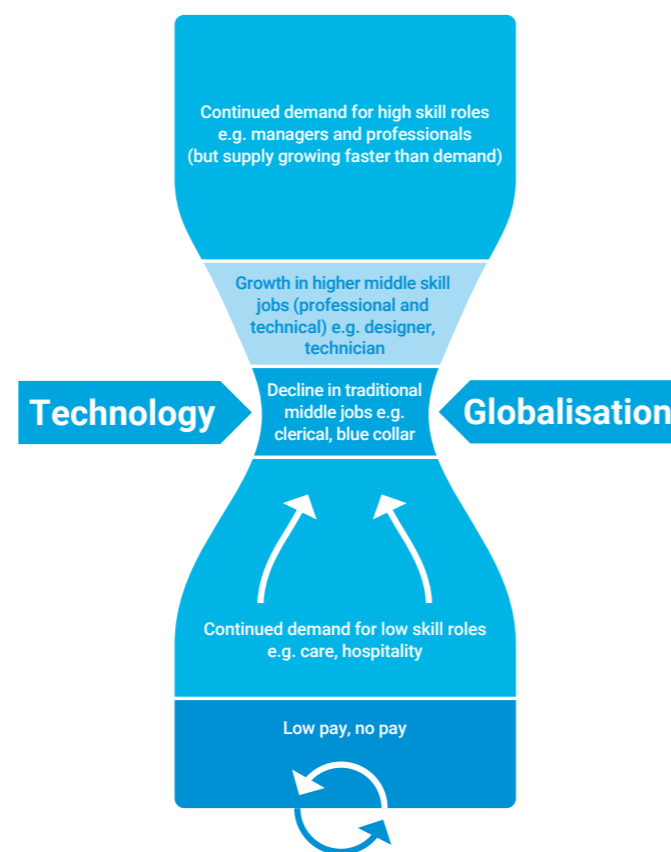 Continued demand for high skill roles
e.g. managers and professionals
(but supply growing faster than demand)
Growth in higher middle skill
jobs (professional and
technical) e.g. designer,
technician
Technology
Decline in traditional
middle jobs e.g.
clerical, blue collar
Globalisation
Continued demand for low skill roles
e.g. care, hospitality
Low pay, no pay